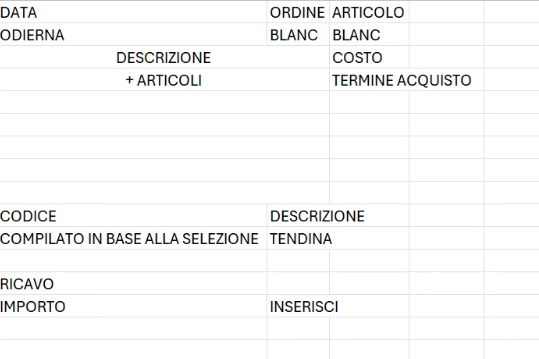 DATA ORDINE ARTICOLO
ODIERNA BLANC BLANC
DESCRIZIONE COSTO
+ ARTICOLI TERMINE ACQUISTO
CODICE DESCRIZIONE
COMPILATO IN BASE ALLA SELEZIONE TENDINA
RICAVO
IMPORTO INSERISCI